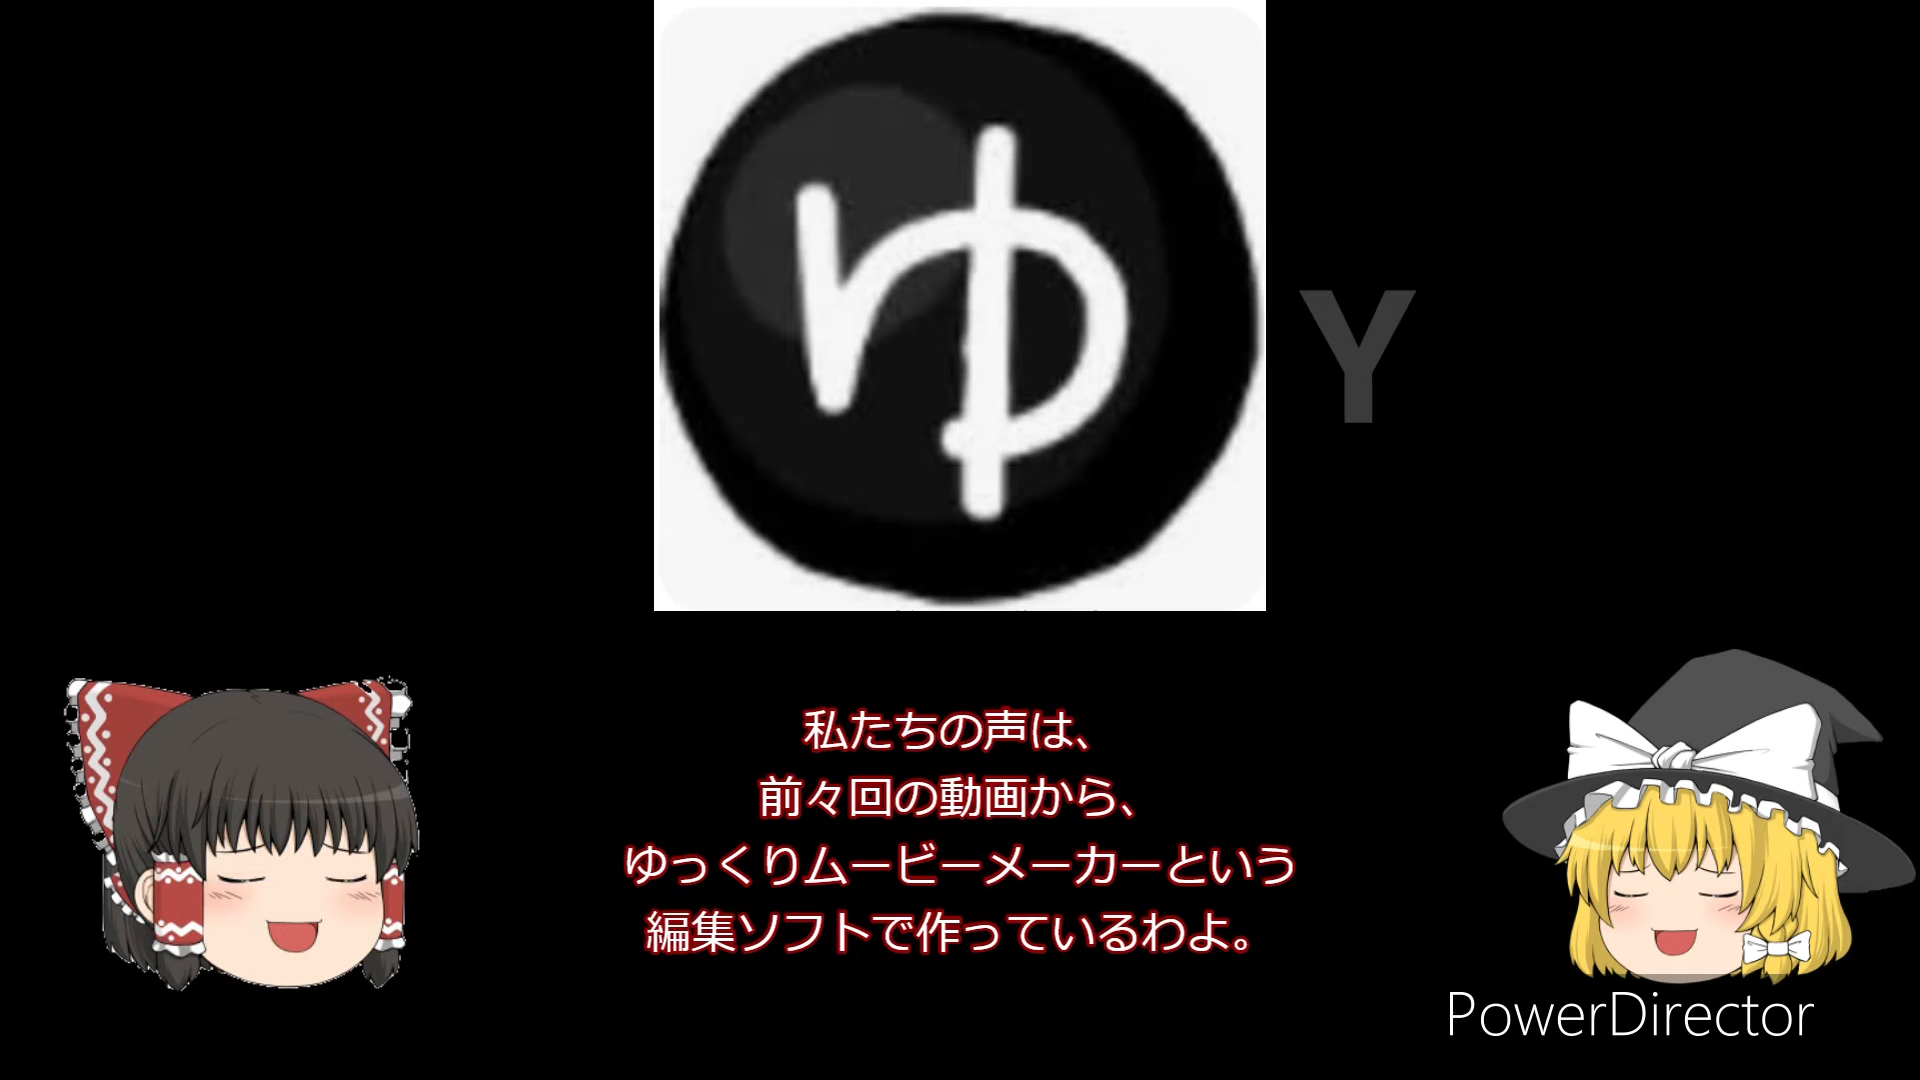 ゆ
Y
私たちの声は、
前々回の動画から、
ゆっくりムービーメーカーという
編集ソフトで作っているわよ。
PowerDirector